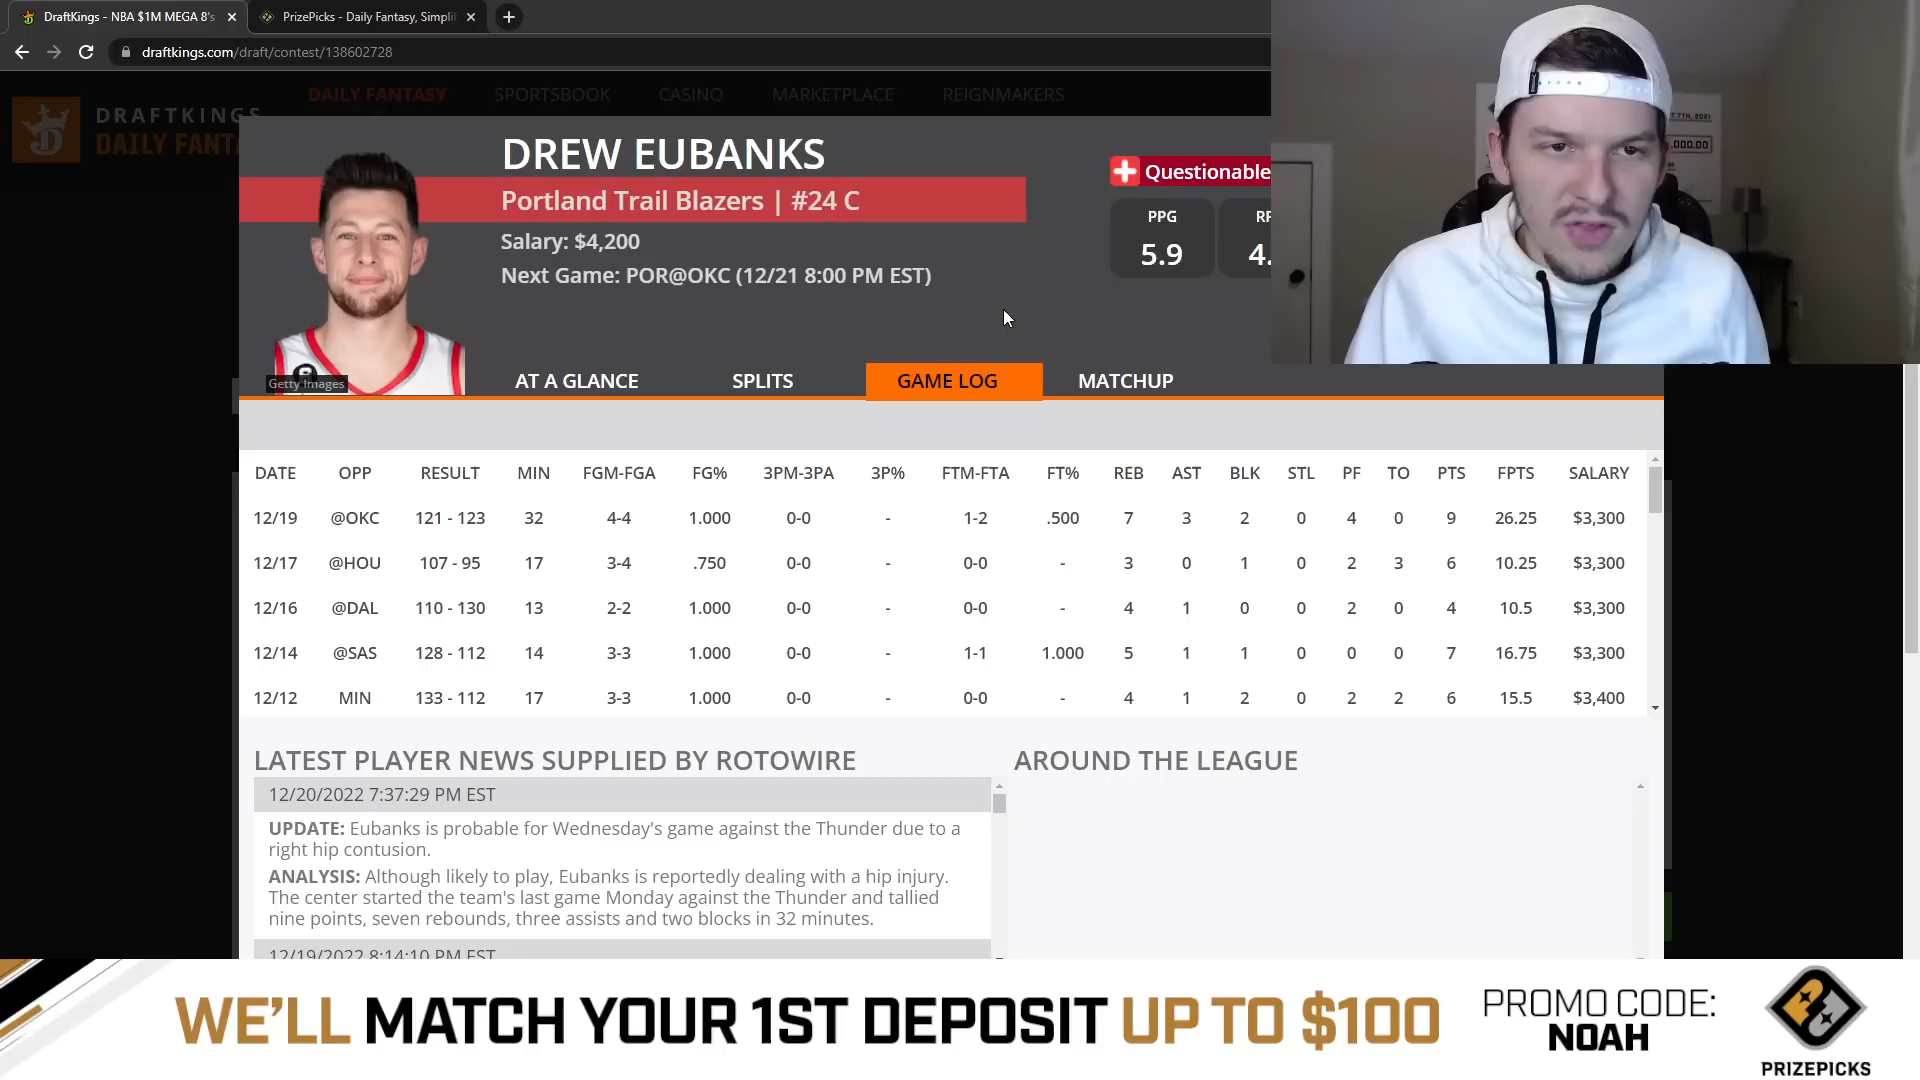 DraftKings - NBA $1M MEGA 8's
PrizePicks - Daily Fantasy, Simplif
draftkings.com/draft/contest/138602728
DRAFTKINGS
DAILY FANTA
DAILY FANTASY SPORTSBOOK CASINO MARKETPLACE REIGNMAKERS
DREW EUBANKS
Portland Trail Blazers | #24 C
Salary: $4,200
Next Game: POR@OKC (12/21 8:00 PM EST)
Questionable
PPG
5.9
4.
Getty Images
AT A GLANCE SPLITS GAME LOG MATCHUP
DATE OPP RESULT MIN FGM-FGA FG% 3PM-3PA 3P% FTM-FTA FT% REB AST BLK STL PF TO PTS FPTS SALARY
12/19 @OKC 121 - 123 32 4-4 1.000 0-0 - 1-2 .500 7 3 2 0 4 0 9 26.25 $3,300
12/17 @HOU 107 - 95 17 3-4 .750 0-0 - 0-0 - 3 0 1 0 2 3 6 10.25 $3,300
12/16 @DAL 110 - 130 13 2-2 1.000 0-0 - 0-0 - 4 1 0 0 2 0 4 10.5 $3,300
12/14 @SAS 128 - 112 14 3-3 1.000 0-0 - 1-1 1.000 5 1 1 0 0 0 7 16.75 $3,300
12/12 MIN 133 - 112 17 3-3 1.000 0-0 - 0-0 - 4 1 2 0 2 2 6 15.5 $3,400
LATEST PLAYER NEWS SUPPLIED BY ROTOWIRE
12/20/2022 7:37:29 PM EST
UPDATE: Eubanks is probable for Wednesday's game against the Thunder due to a
right hip contusion.
ANALYSIS: Although likely to play, Eubanks is reportedly dealing with a hip injury.
The center started the team's last game Monday against the Thunder and tallied
nine points, seven rebounds, three assists and two blocks in 32 minutes.
12/19/2022 8:14:10 PM EST
AROUND THE LEAGUE
WE'LL MATCH YOUR 1ST DEPOSIT UP TO $100
PROMO CODE:
NOAH
PRIZEPICKS